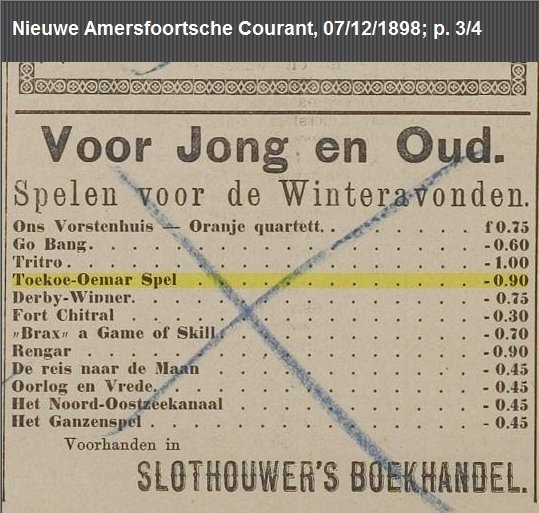 Nieuwe Amersfoortsche Courant, 07/12/1898; p. 3/4
Voor Jong en Oud.
Spelen voor de Winteravonden.
Ons Vorstenhuis — Oranje quartett. . . . . . . . . . . f 0.75
Go Bang. . . . . . . . . . . . . . . . . . - 0.60
Tritro . . . . . . . . . . . . . . . . . . - 1.00
Toekoe-Oemar Spel . . . . . . . . . . . . . . - 0.90
Derby-Winner. . . . . . . . . . . . . . . . - 0.75
Fort Chitral . . . . . . . . . . . . . . . . - 0.30
„Brax„ a Game of Skill . . . . . . . . . . . . - 0.70
Rengar . . . . . . . . . . . . . . . . . . - 0.90
De reis naar de Maan . . . . . . . . . . . . . - 0.45
Oorlog en Vrede. . . . . . . . . . . . . . . - 0.45
Het Noord-Oostzeekanaal . . . . . . . . . . . . - 0.45
Het Ganzenspel . . . . . . . . . . . . . . . - 0.45
Voorhanden in
SLOTHOUWER'S BOEKHANDEL.